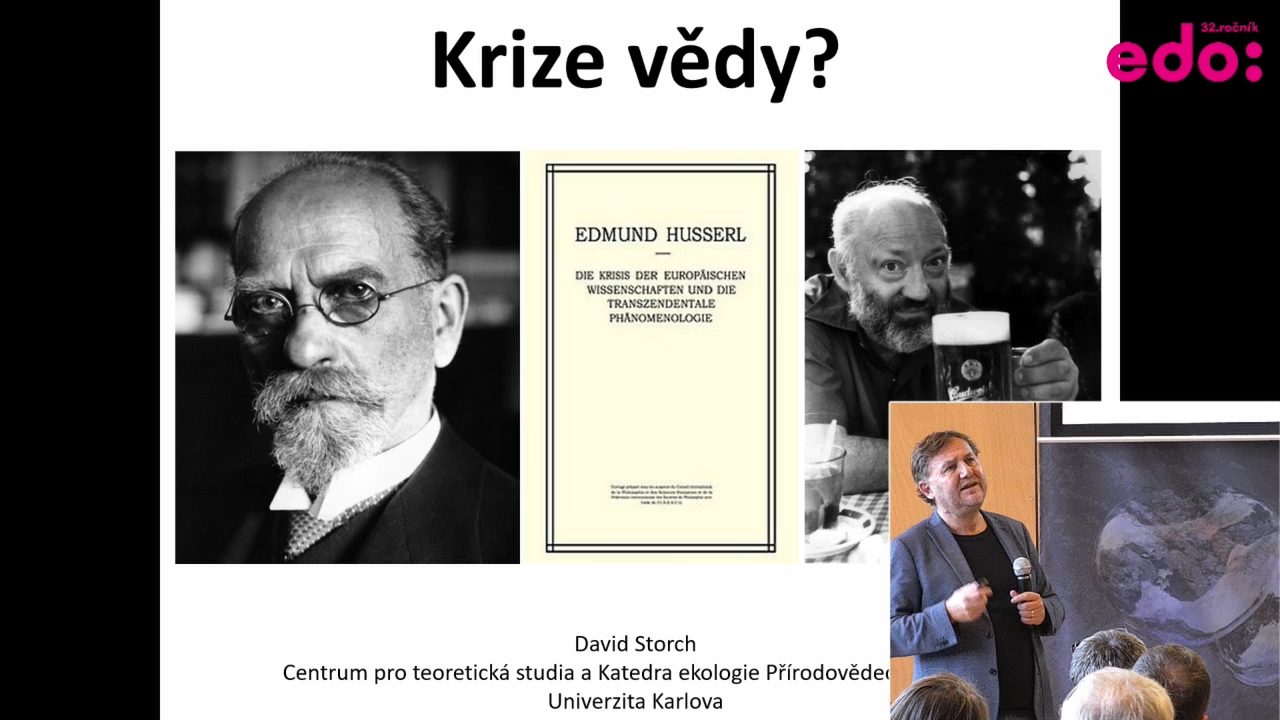 Krize vědy?
32.ročník
edo:
EDMUND HUSSERL
DIE KRISIS DER EUROPÄISCHEN
WISSENSCHAFTEN UND DIE
TRANSZENDENTALE
PHÄNOMENOLOGIE
David Storch
Centrum pro teoretická studia a Katedra ekologie Přírodovědec
Univerzita Karlova